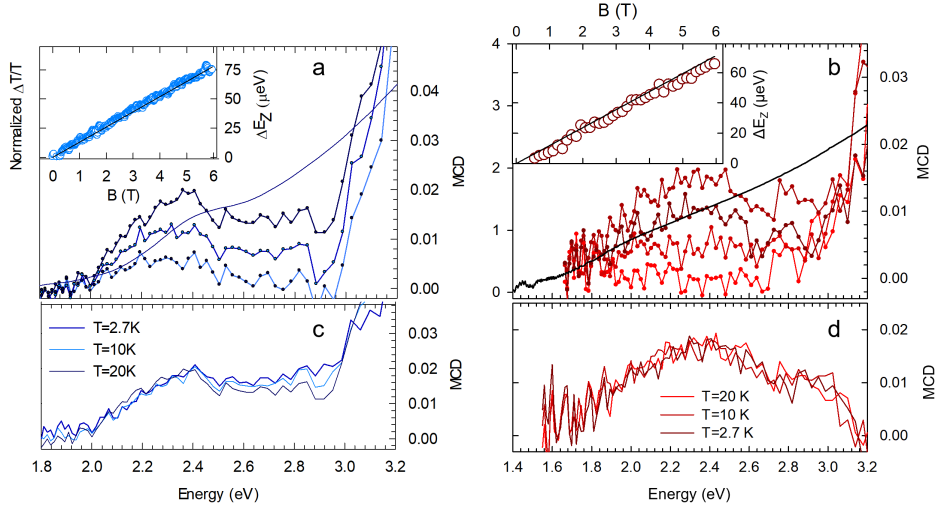 B (T)
0 1 2 3 4 5 6
a
Normalized ΔT/T
75
50
25
0
ΔE_Z (μeV)
0 1 2 3 4 5 6
B (T)
0.04
0.03
0.02
0.01
0.00
MCD
b
4
3
2
1
0
60
40
20
0
ΔE_Z (μeV)
0.03
0.02
0.01
0.00
MCD
c
T=2.7K
T=10K
T=20K
0.03
0.02
0.01
0.00
MCD
1.8 2.0 2.2 2.4 2.6 2.8 3.0 3.2
Energy (eV)
d
T=20 K
T=10 K
T=2.7 K
0.02
0.01
0.00
MCD
1.4 1.6 1.8 2.0 2.2 2.4 2.6 2.8 3.0 3.2
Energy (eV)